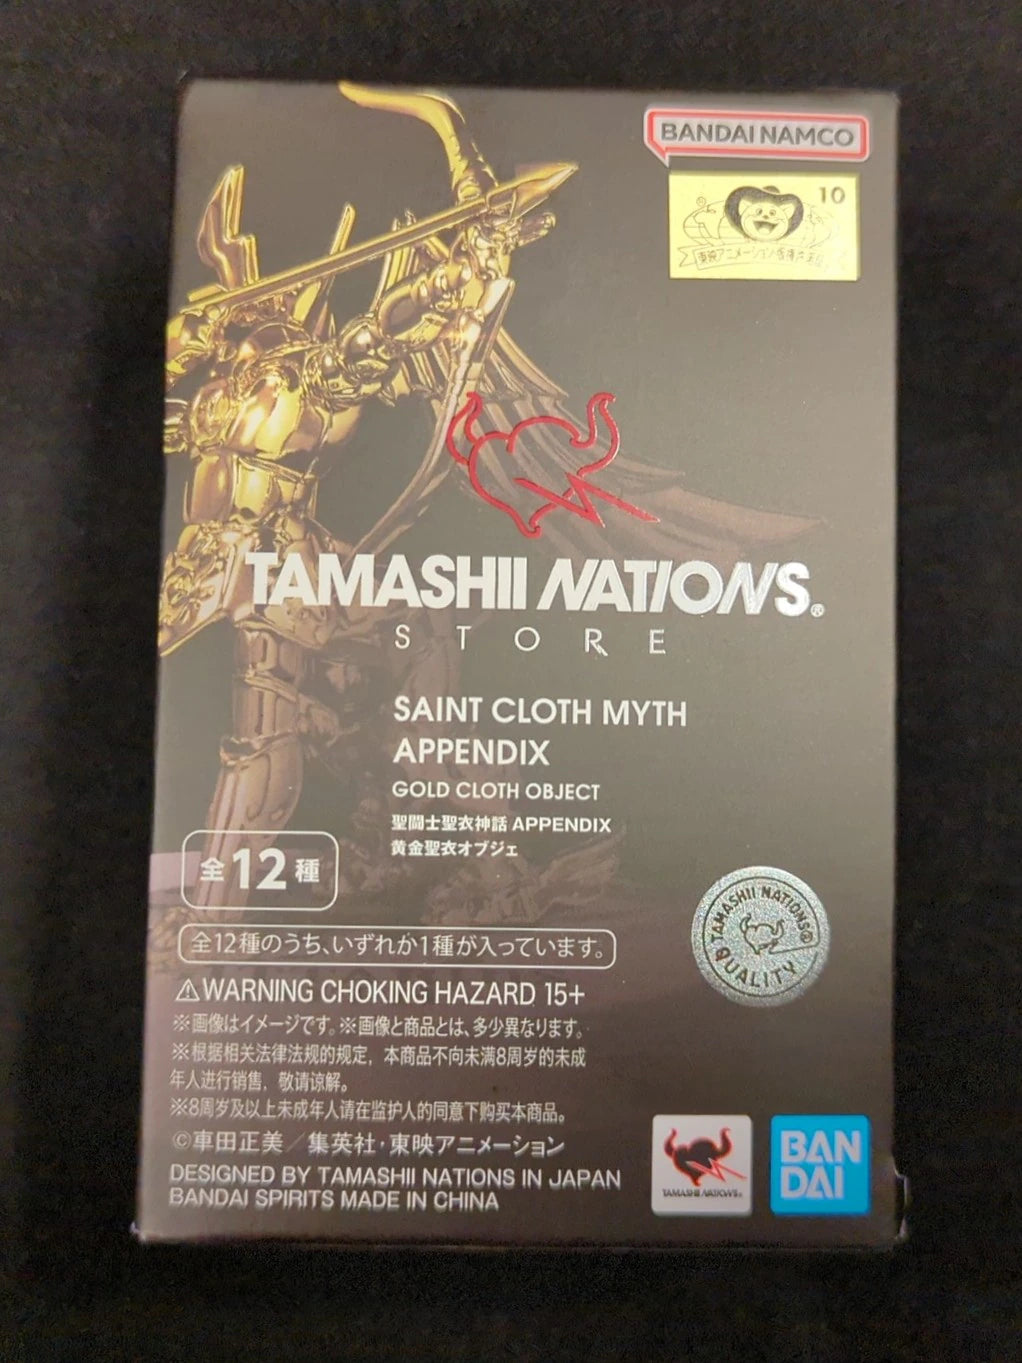 BANDAI NAMCO
10
TAMASHII NATIONS®
STORE
SAINT CLOTH MYTH
APPENDIX
GOLD CLOTH OBJECT
聖闘士聖衣神話 APPENDIX
黄金聖衣オブジェ
全12種
TAMASHII NATIONS®
QUALITY
全12種のうち、いずれか1種が入っています。
⚠WARNING CHOKING HAZARD 15+
※画像はイメージです。※画像と商品とは、多少異なります。
※根据相关法律法规的规定，本商品不向未满8周岁的未成
年人进行销售，敬请谅解。
※8周岁及以上未成年人请在监护人的同意下购买本商品。
©車田正美／集英社・東映アニメーション
DESIGNED BY TAMASHII NATIONS IN JAPAN
BANDAI SPIRITS MADE IN CHINA
TAMASHII NATIONS®
BAN
DAI